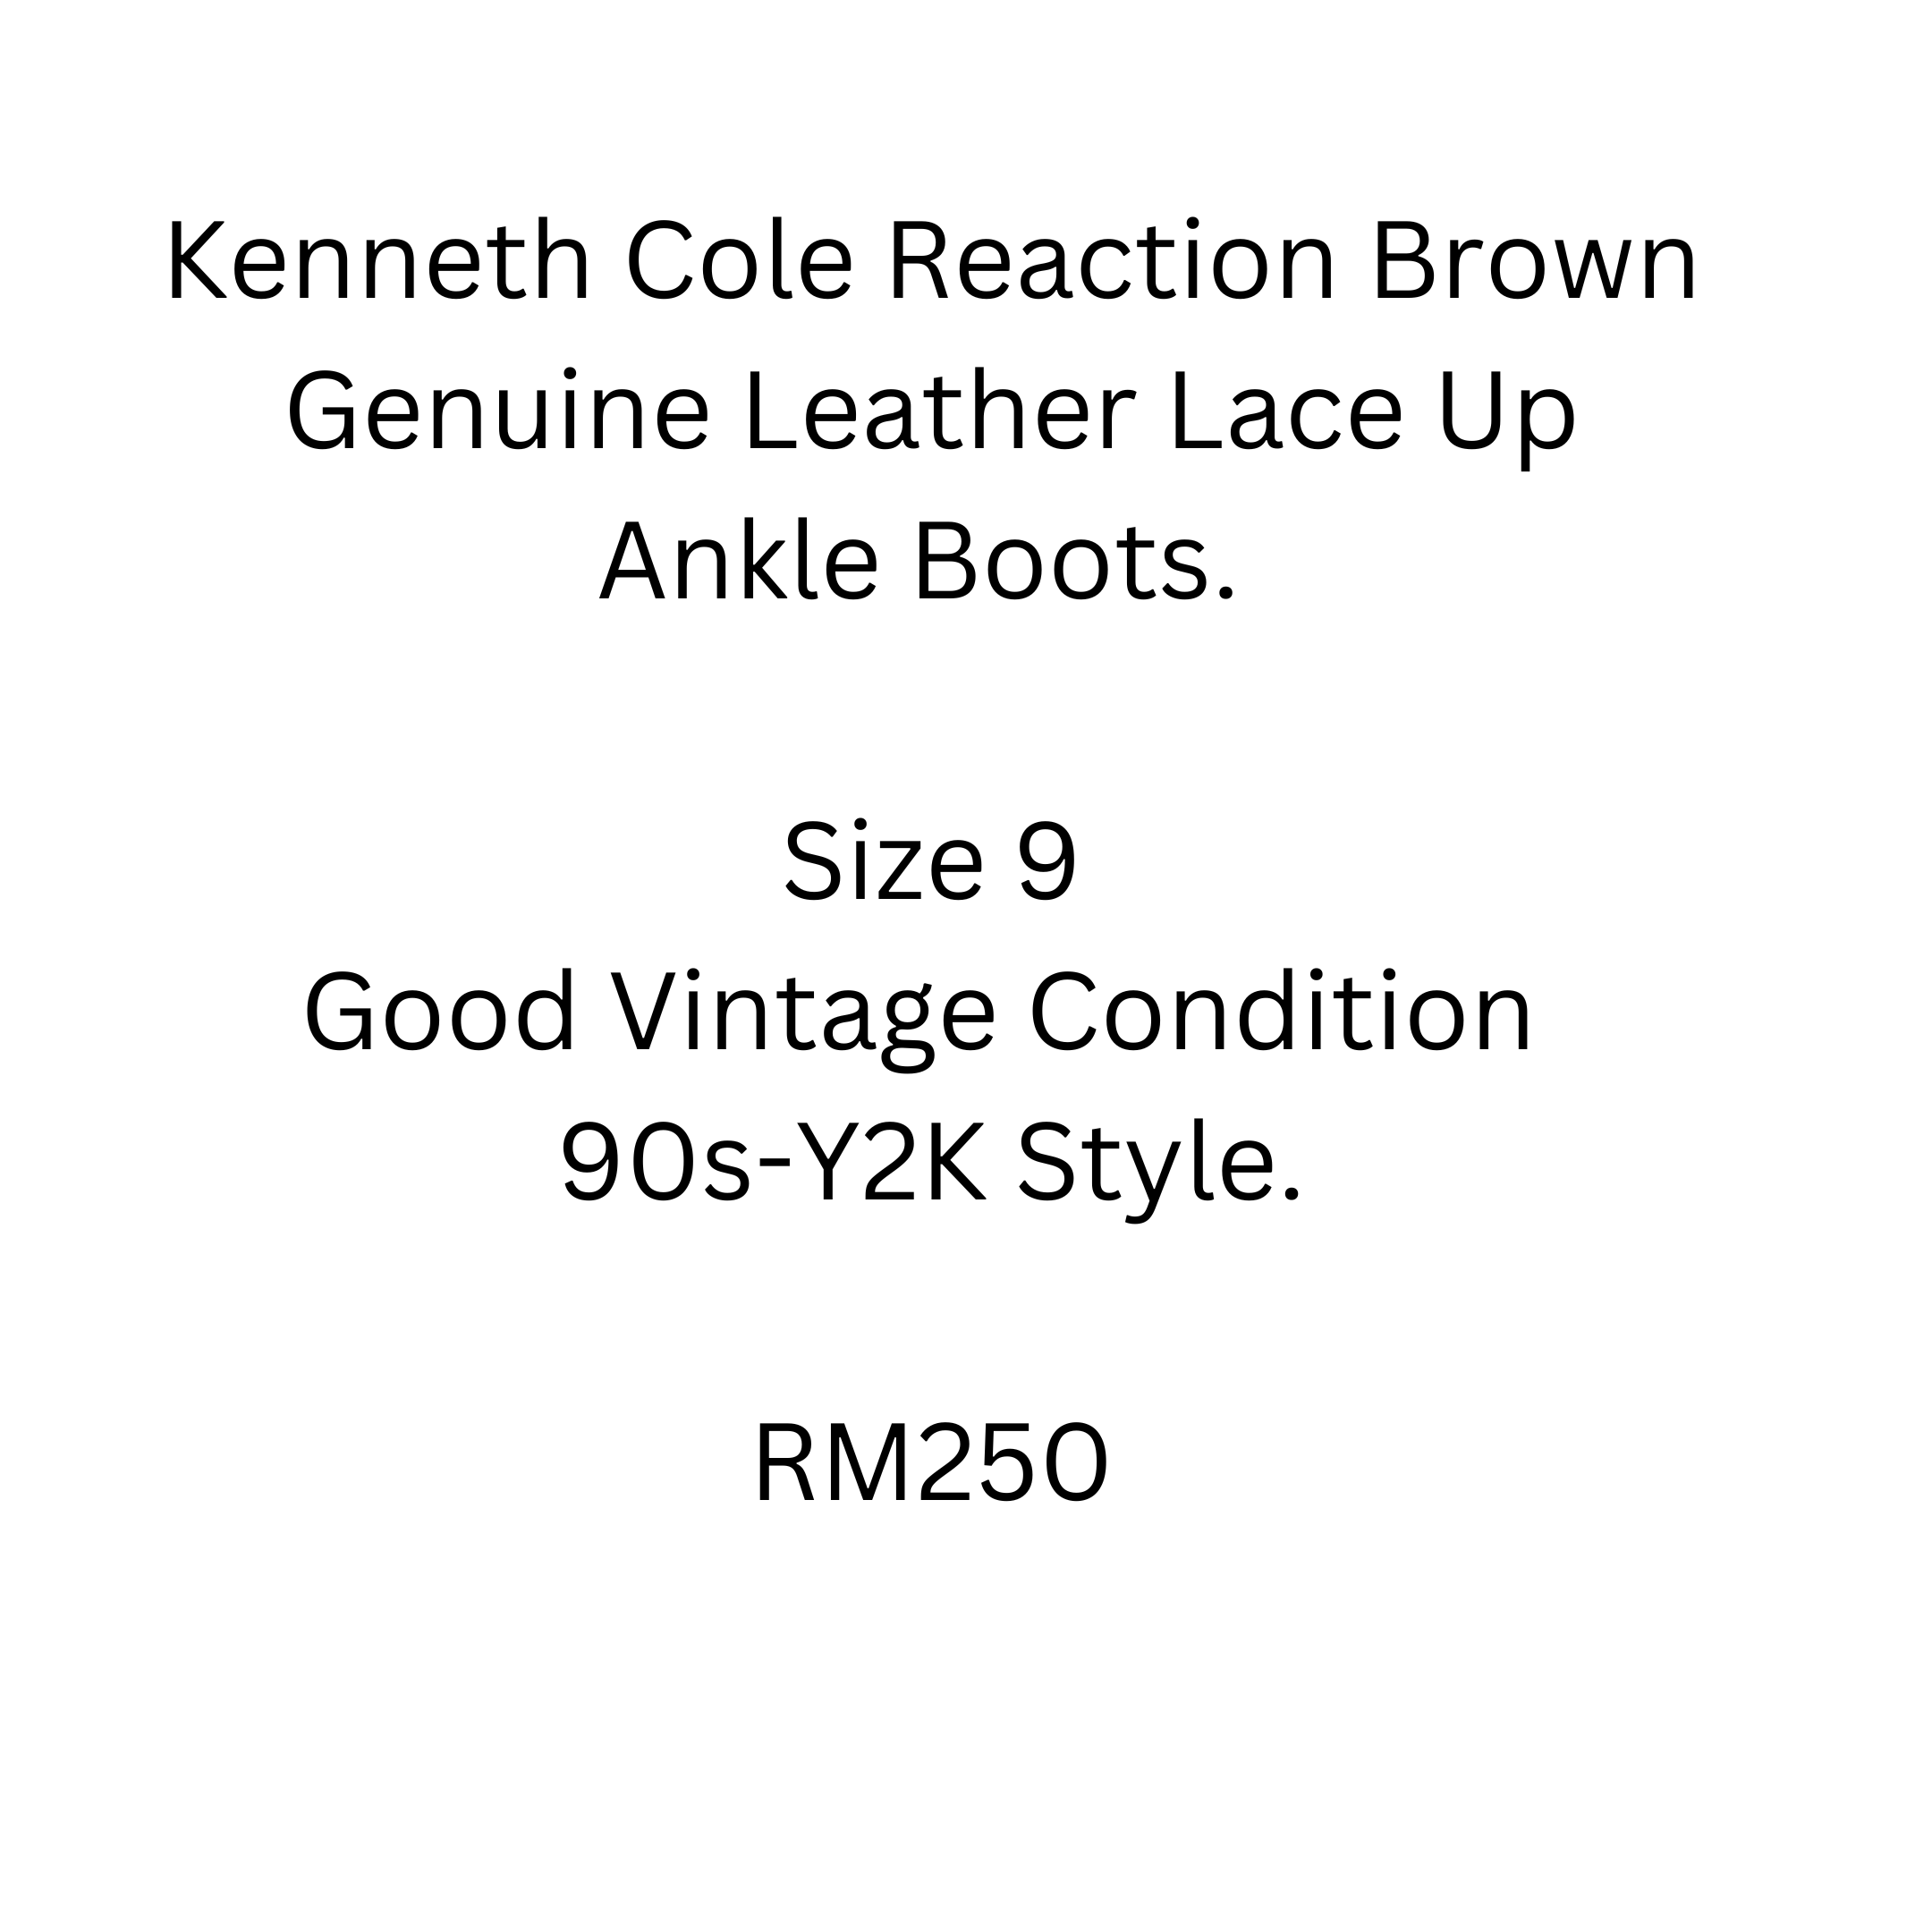 Kenneth Cole Reaction Brown
Genuine Leather Lace Up
Ankle Boots.
Size 9
Good Vintage Condition
90s-Y2K Style.
RM250